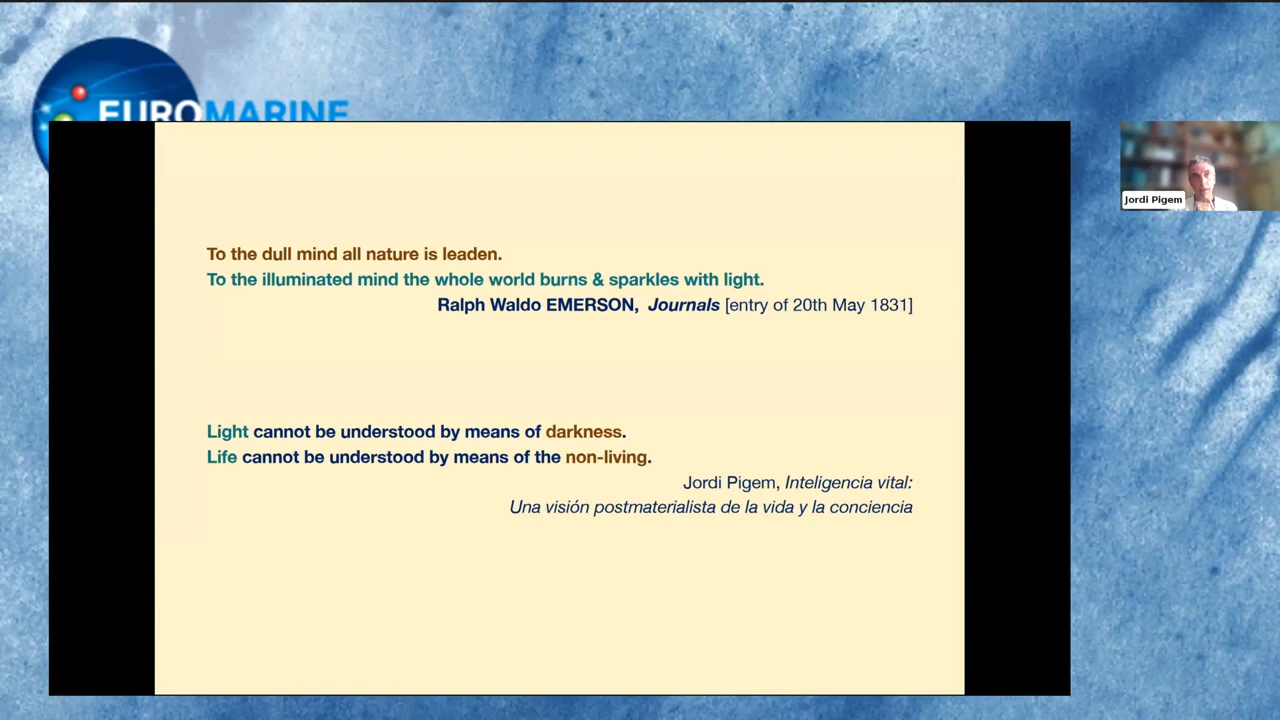 EUROMARINE
To the dull mind all nature is leaden.
To the illuminated mind the whole world burns & sparkles with light.
Ralph Waldo EMERSON, Journals [entry of 20th May 1831]
Light cannot be understood by means of darkness.
Life cannot be understood by means of the non-living.
Jordi Pigem, Inteligencia vital:
Una visión postmaterialista de la vida y la conciencia
Jordi Pigem